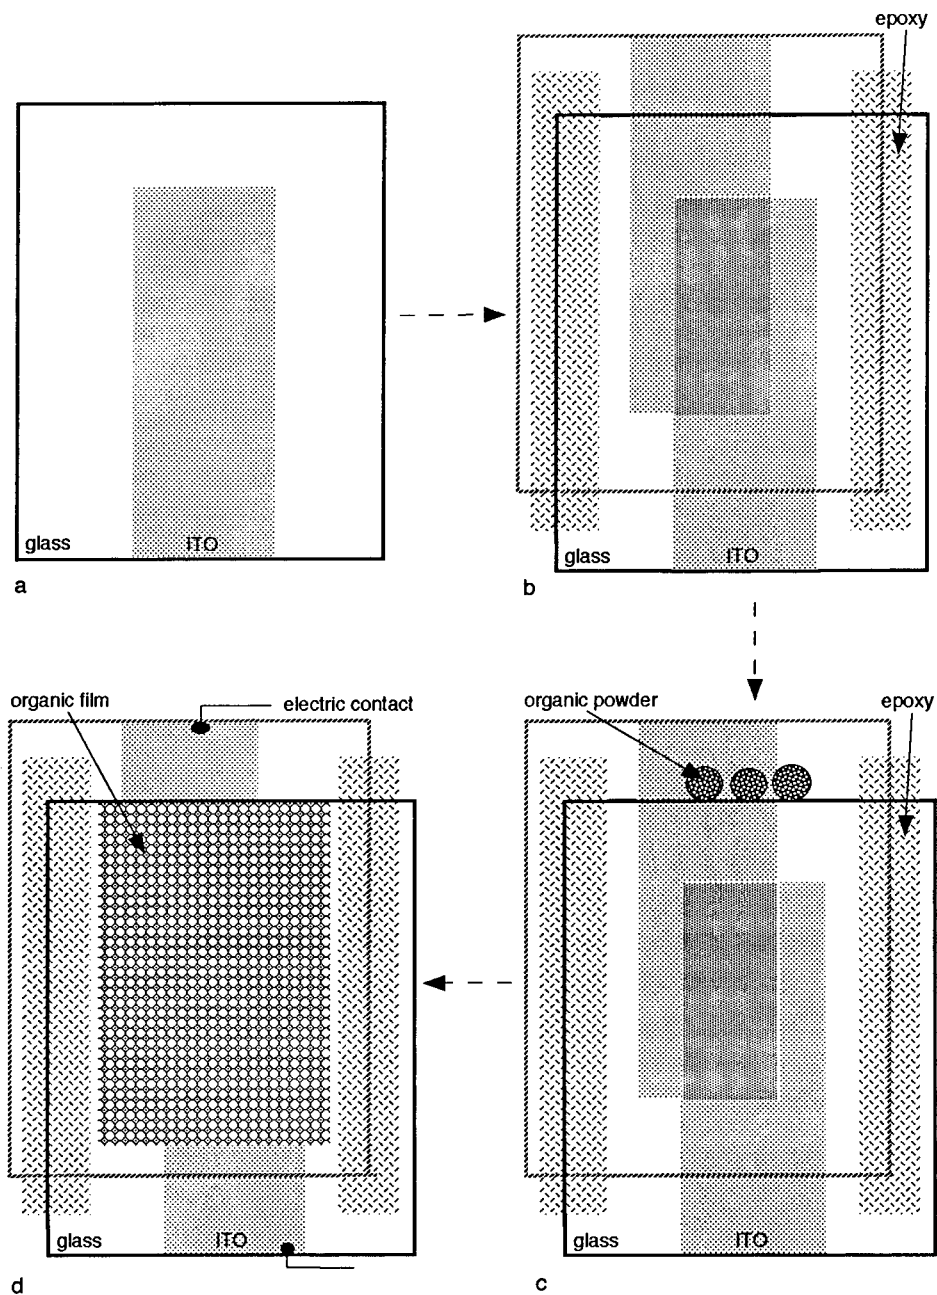 epoxy
glass
ITO
a
glass
ITO
b
organic film
electric contact
organic powder
epoxy
glass
ITO
d
glass
ITO
c